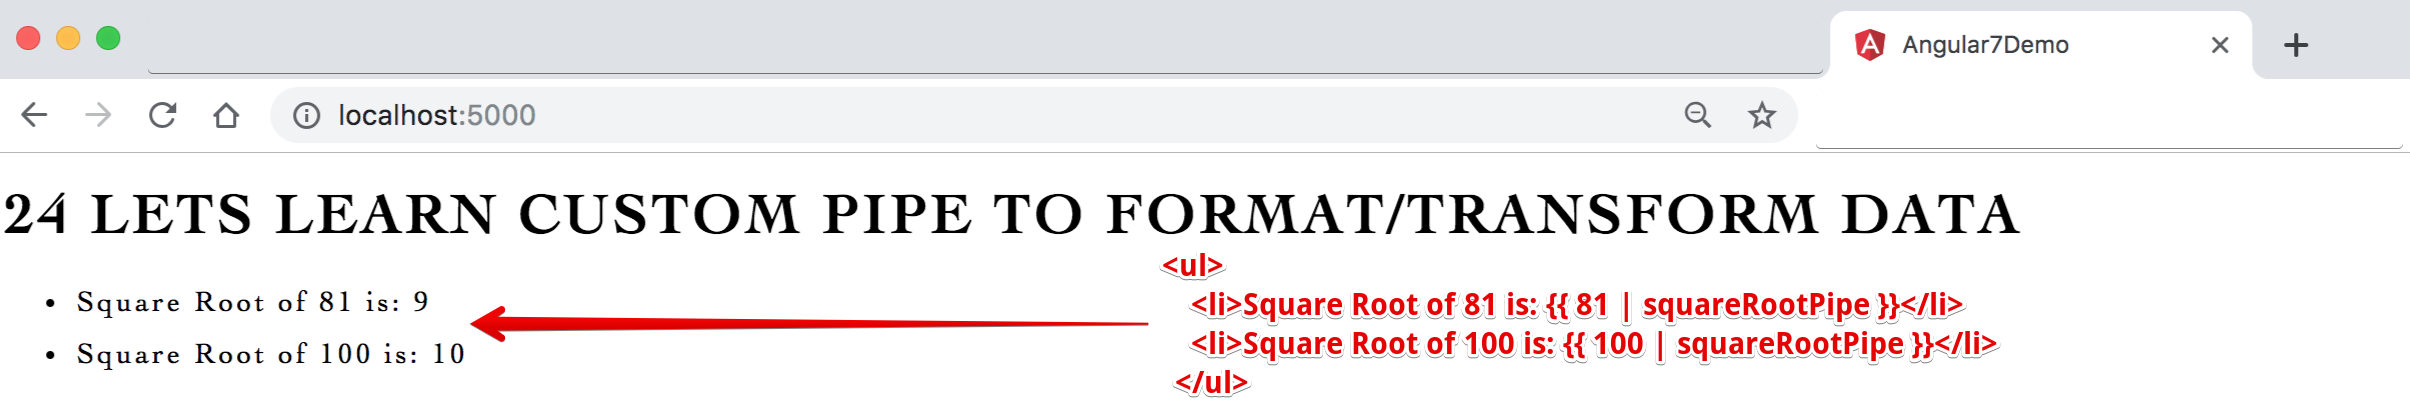 Angular7Demo
localhost:5000
24 LETS LEARN CUSTOM PIPE TO FORMAT/TRANSFORM DATA
<ul>
Square Root of 81 is: 9
<li>Square Root of 81 is: {{ 81 | squareRootPipe }}</li>
Square Root of 100 is: 10
<li>Square Root of 100 is: {{ 100 | squareRootPipe }}</li>
</ul>